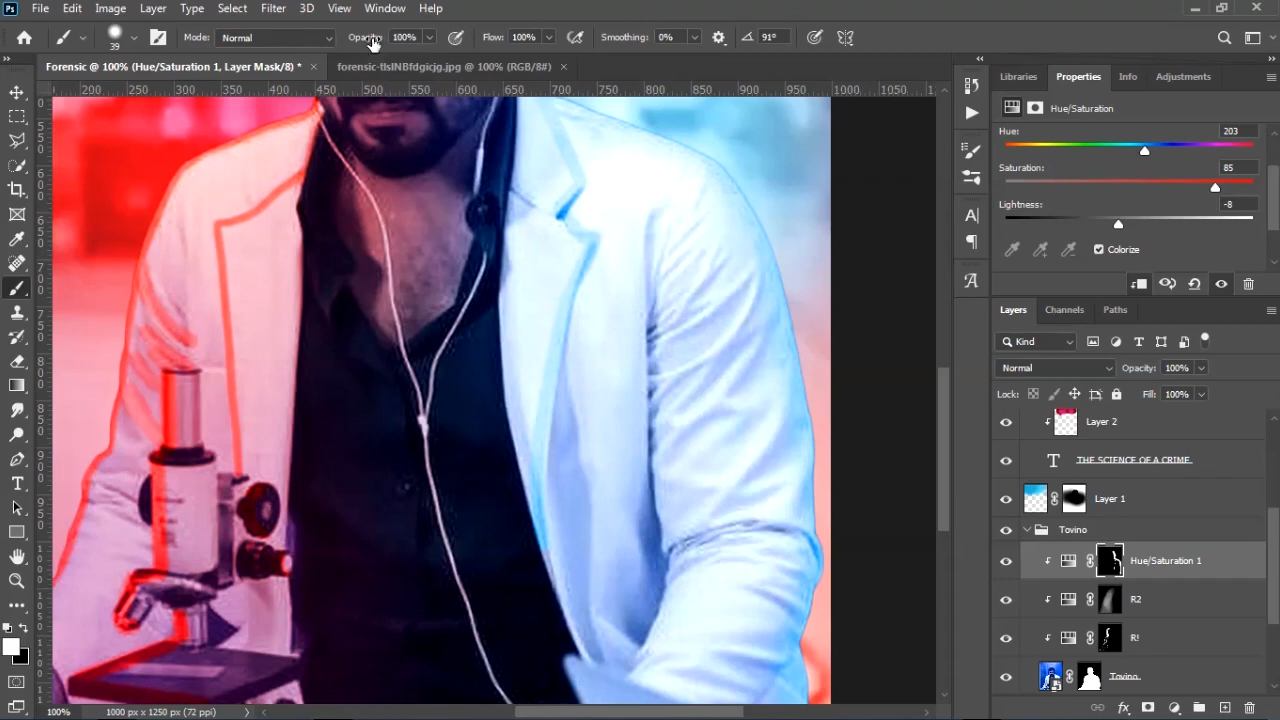 Ps File Edit Image Layer Type Select Filter 3D View Window Help
39 Mode: Normal Opacity: 100% Flow: 100% Smoothing: 0% 91°
Forensic @ 100% (Hue/Saturation 1, Layer Mask/8) *
forensic-tlslNBfdgicjg.jpg @ 100% (RGB/8#)
200 250 300 350 400 450 500 550 600 650 700 750 800 850 900 950 1000 1050
Libraries Properties Info Adjustments
Hue/Saturation
Hue: 203
Saturation: 85
Lightness: -8
Colorize
Layers Channels Paths
Kind
Normal Opacity: 100%
Lock: Fill: 100%
Layer 2
THE SCIENCE OF A CRIME
Layer 1
Tovino
Hue/Saturation 1
R2
R!
Tovino
100% 1000 px x 1250 px (72 ppi)